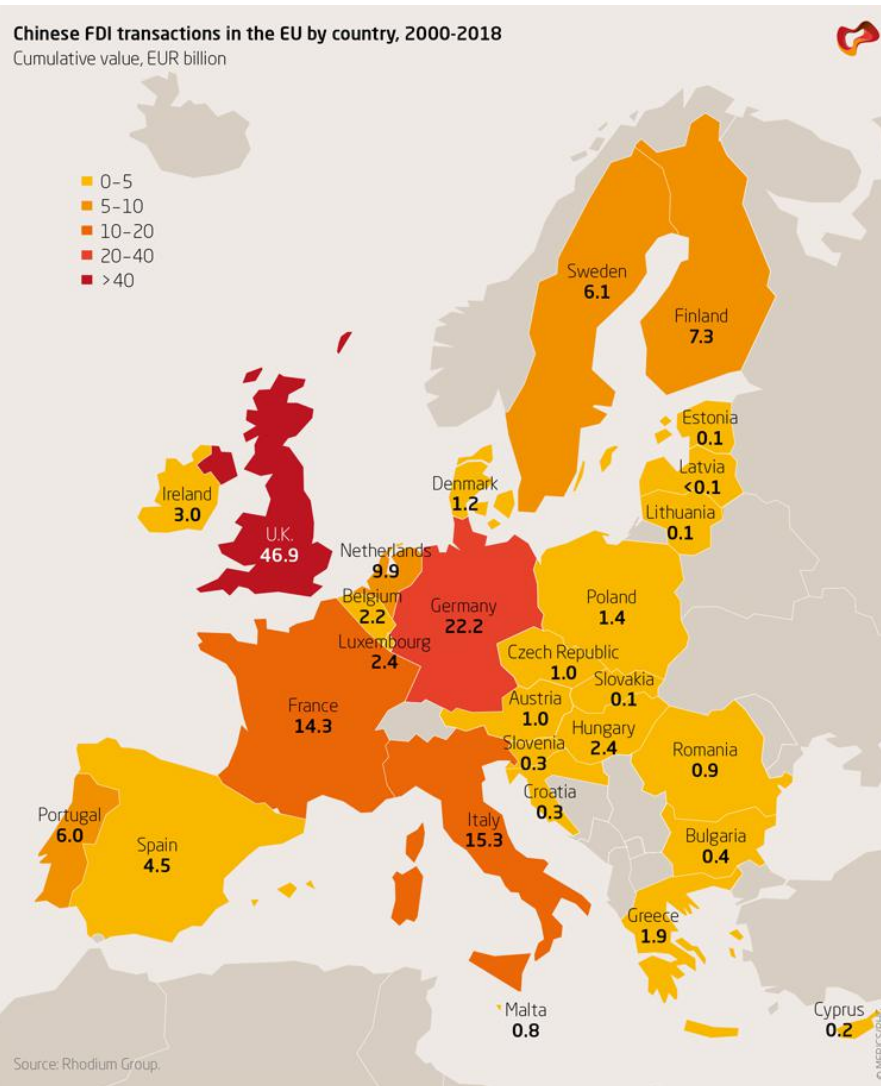 Chinese FDI transactions in the EU by country, 2000-2018
Cumulative value, EUR billion
0–5
5–10
10–20
20–40
>40
Sweden
6.1
Finland
7.3
Estonia
0.1
Latvia
<0.1
Lithuania
0.1
Denmark
1.2
Ireland
3.0
U.K.
46.9
Netherlands
9.9
Belgium
2.2
Luxembourg
2.4
Germany
22.2
Poland
1.4
Czech Republic
1.0
Slovakia
0.1
Austria
1.0
Hungary
2.4
Slovenia
0.3
Croatia
0.3
France
14.3
Romania
0.9
Bulgaria
0.4
Portugal
6.0
Spain
4.5
Italy
15.3
Greece
1.9
Malta
0.8
Cyprus
0.2
Source: Rhodium Group.